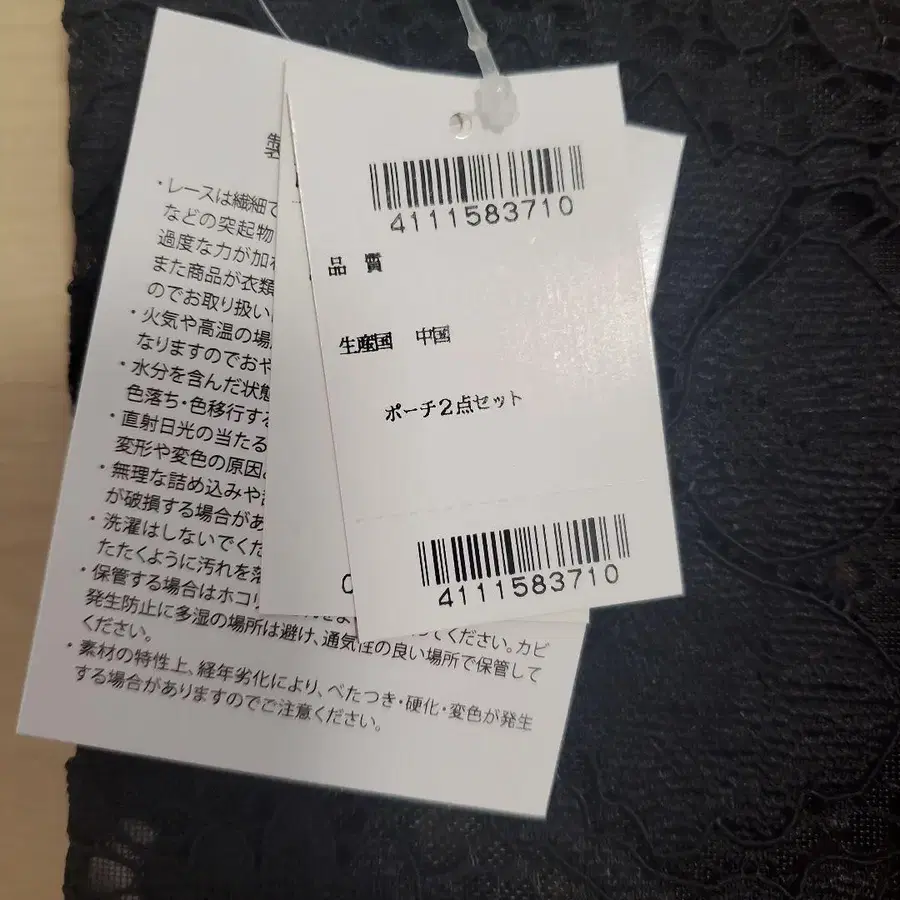 4111583710
品質
生産国 中国
ポーチ2点セット
4111583710
製
・レースは繊細で
などの突起物
過度な力が加わ
また商品が衣類
のでお取り扱い
・火気や高温の場
なりますのでおや
・水分を含んだ状態
色落ち・色移行する
・直射日光の当たる
変形や変色の原因
・無理な詰め込みや
が破損する場合があ
・洗濯はしないでくだ
たたくように汚れを落
・保管する場合はホコリ
てください。カビ
発生防止に多湿の場所は避け、通気性の良い場所で保管して
ください。
・素材の特性上、経年劣化により、べたつき・硬化・変色が発生
する場合がありますのでご注意ください。